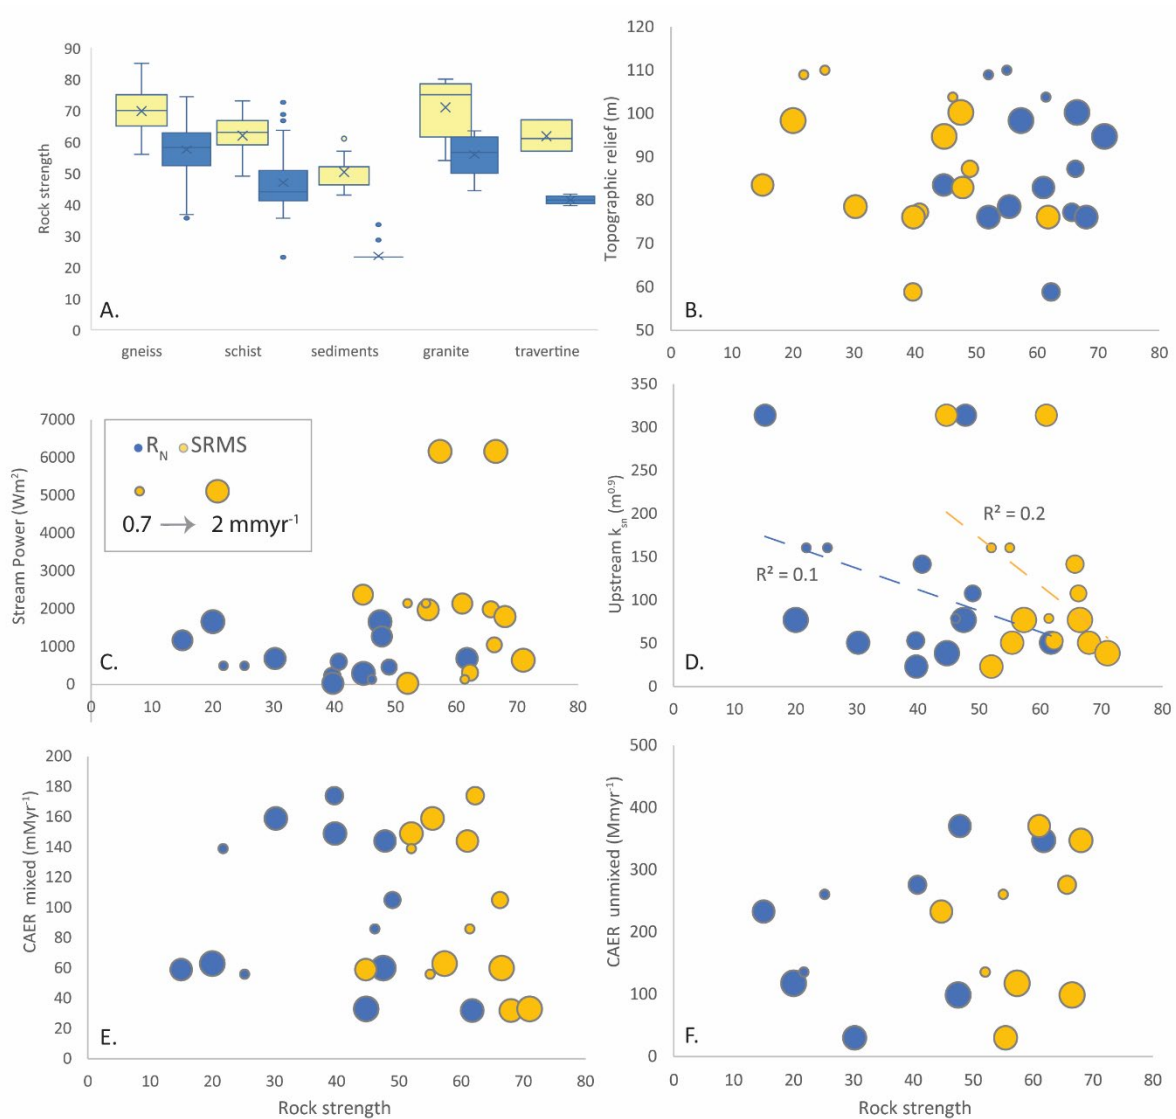 90
80
70
60
50
40
30
20
10
0
Rock strength
A.
gneiss schist sediments granite travertine
120
110
100
90
80
70
60
50
Topographic relief (m)
B.
0 10 20 30 40 50 60 70 80
7000
6000
5000
4000
3000
2000
1000
0
Stream Power (Wm²)
R_N SRMS
0.7 → 2 mmyr⁻¹
C.
0 10 20 30 40 50 60 70 80
350
300
250
200
150
100
50
0
Upstream k_sn (m^0.9)
R² = 0.2
R² = 0.1
D.
0 10 20 30 40 50 60 70 80
200
180
160
140
120
100
80
60
40
20
0
CAER mixed (mMyr⁻¹)
E.
0 10 20 30 40 50 60 70 80
Rock strength
500
400
300
200
100
0
CAER unmixed (Mmyr⁻¹)
F.
0 10 20 30 40 50 60 70 80
Rock strength